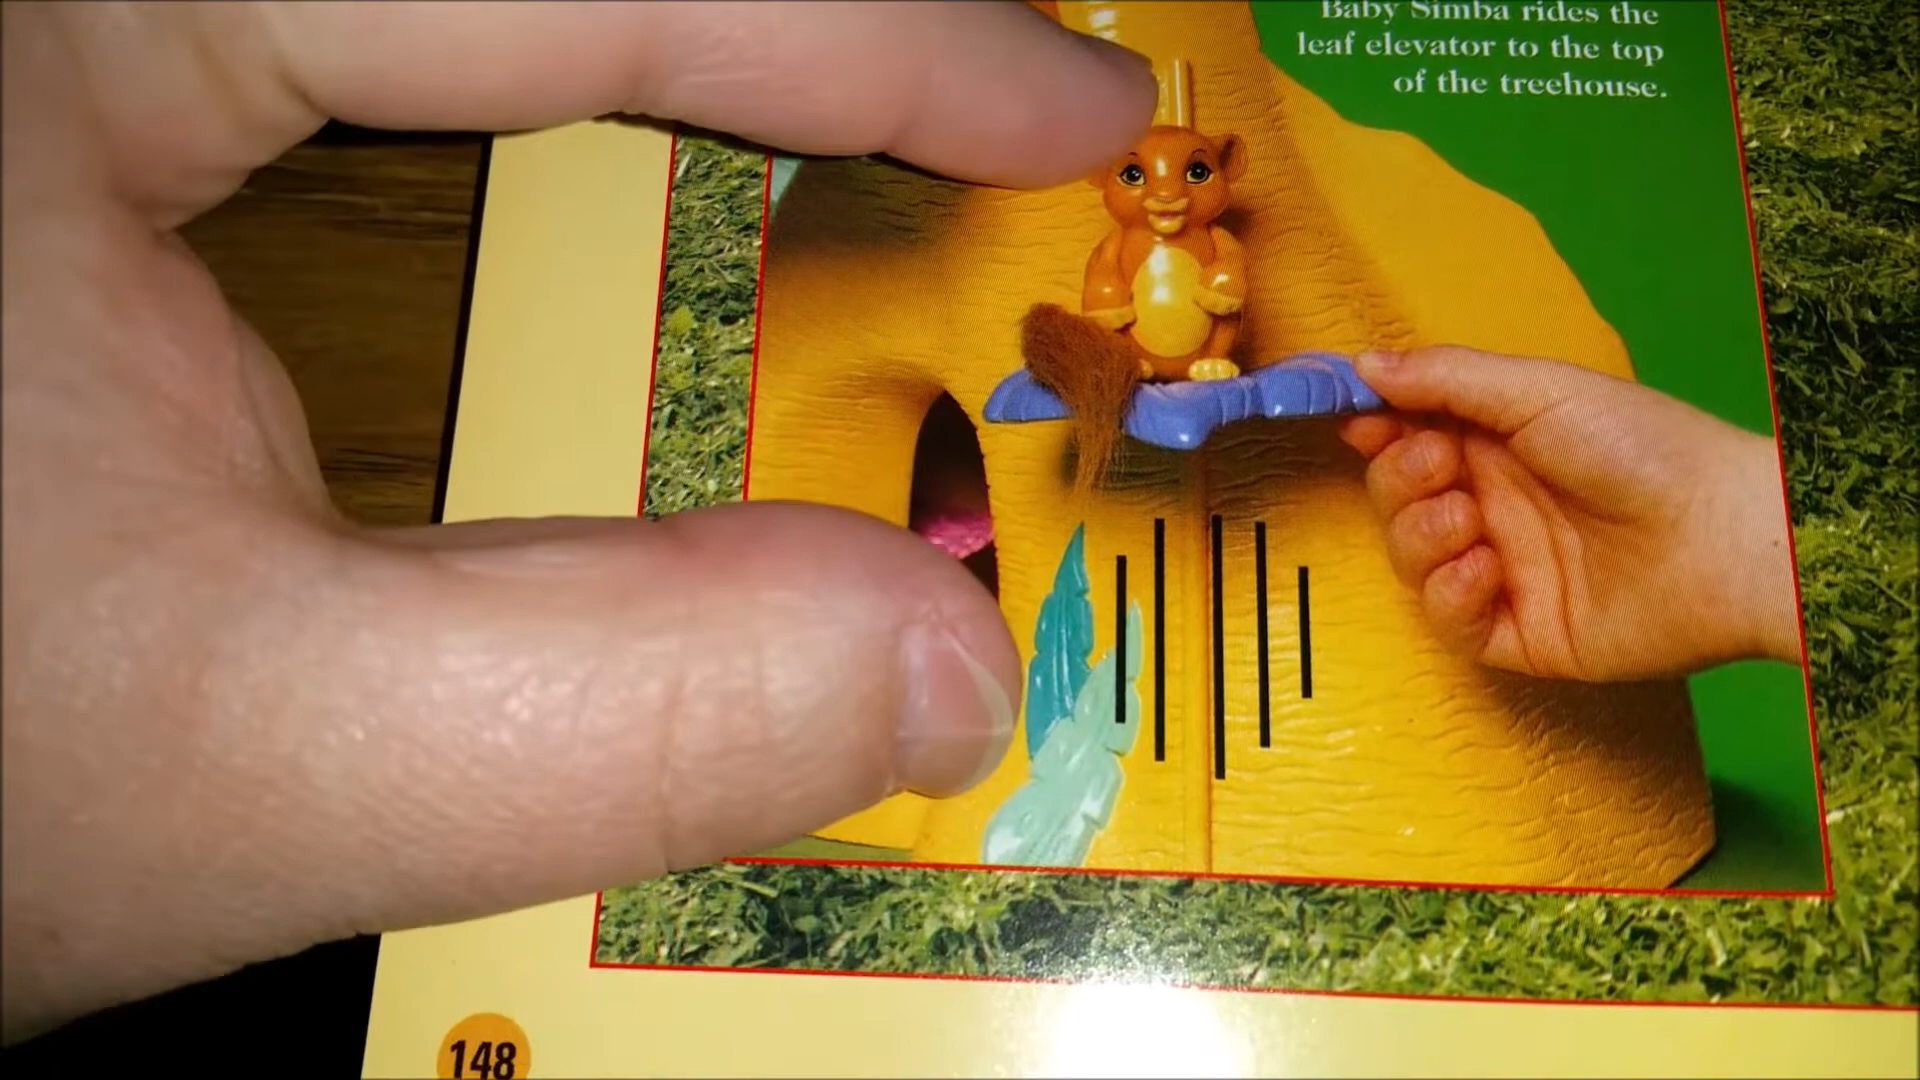 Baby Simba rides the
leaf elevator to the top
of the treehouse.
148